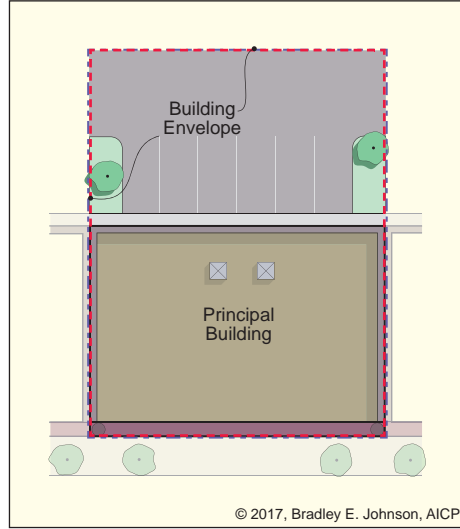 Building
Envelope
Principal
Building
© 2017, Bradley E. Johnson, AICP